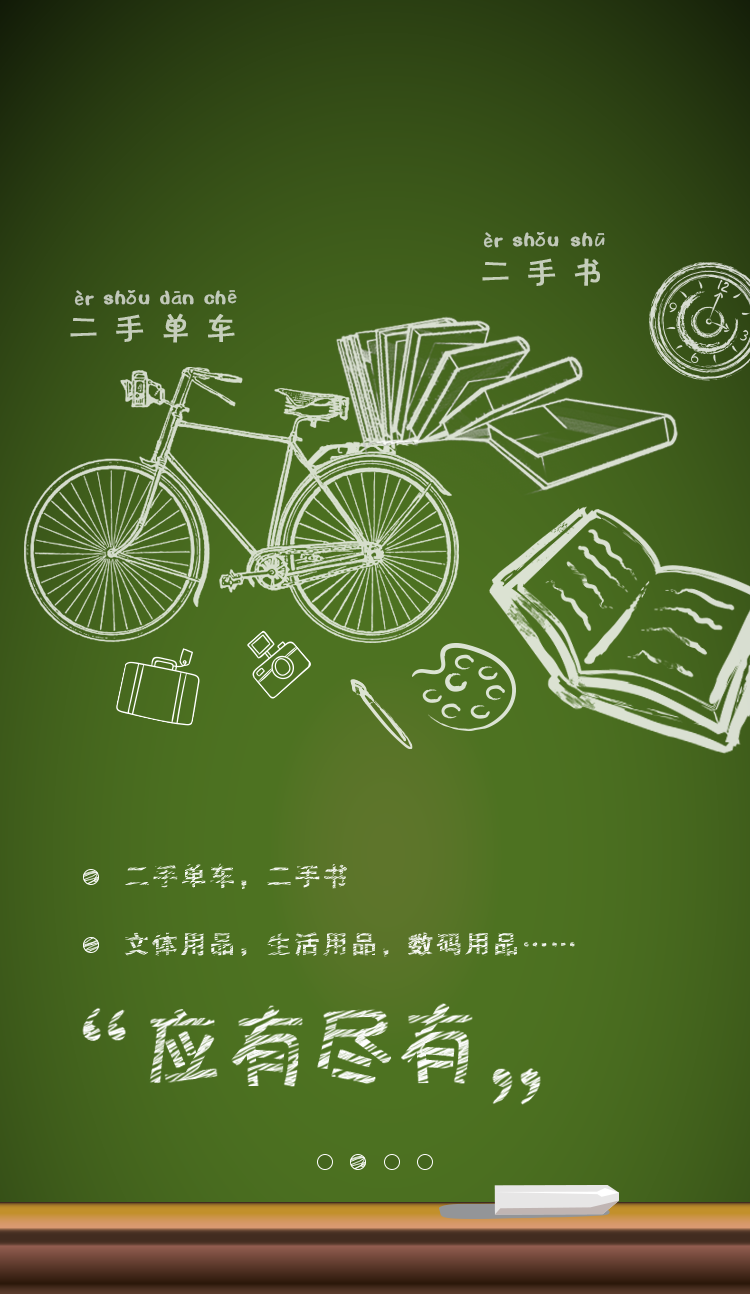 èr shǒu shū
二手书
èr shǒu dān chē
二手单车
12
9
3
6
二手单车，二手书
文体用品，生活用品，数码用品……
“应有尽有”